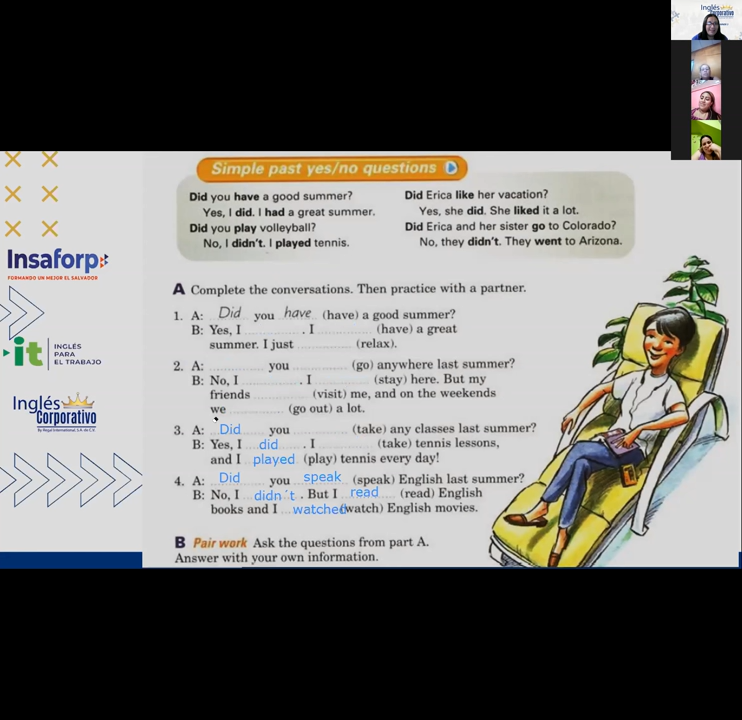 Inglés
Corporativo
Simple past yes/no questions
Did you have a good summer?
Yes, I did. I had a great summer.
Did you play volleyball?
No, I didn't. I played tennis.
Did Erica like her vacation?
Yes, she did. She liked it a lot.
Did Erica and her sister go to Colorado?
No, they didn't. They went to Arizona.
Insaforp
FORMANDO UN MEJOR EL SALVADOR
it INGLÉS
PARA
EL TRABAJO
Inglés
Corporativo
By Regal International, S.A. de C.V.
A Complete the conversations. Then practice with a partner.
1. A: Did you have (have) a good summer?
B: Yes, I ............ . I ............ (have) a great
summer. I just ............ (relax).
2. A: ............ you ............ (go) anywhere last summer?
B: No, I ............ . I ............ (stay) here. But my
friends ............ (visit) me, and on the weekends
we ............ (go out) a lot.
3. A: Did you ............ (take) any classes last summer?
B: Yes, I did . I ............ (take) tennis lessons,
and I played (play) tennis every day!
4. A: Did you speak (speak) English last summer?
B: No, I didn´t . But I read (read) English
books and I watched (watch) English movies.
B Pair work Ask the questions from part A.
Answer with your own information.